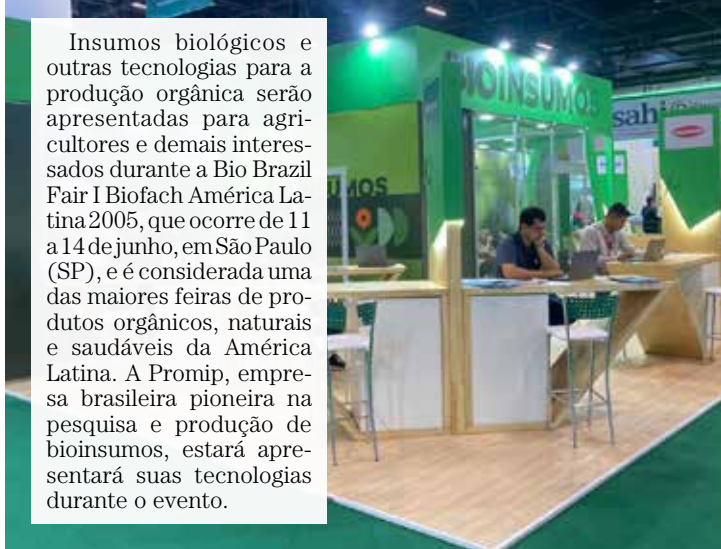 Insumos biológicos e
outras tecnologias para a
produção orgânica serão
apresentadas para agri-
cultores e demais interes-
sados durante a Bio Brazil
Fair I Biofach América La-
tina 2005, que ocorre de 11
a 14 de junho, em São Paulo
(SP), e é considerada uma
das maiores feiras de pro-
dutos orgânicos, naturais
e saudáveis da América
Latina. A Promip, empre-
sa brasileira pioneira na
pesquisa e produção de
bioinsumos, estará apre-
sentará suas tecnologias
durante o evento.
BIOINSUMOS
sahi
UMOS